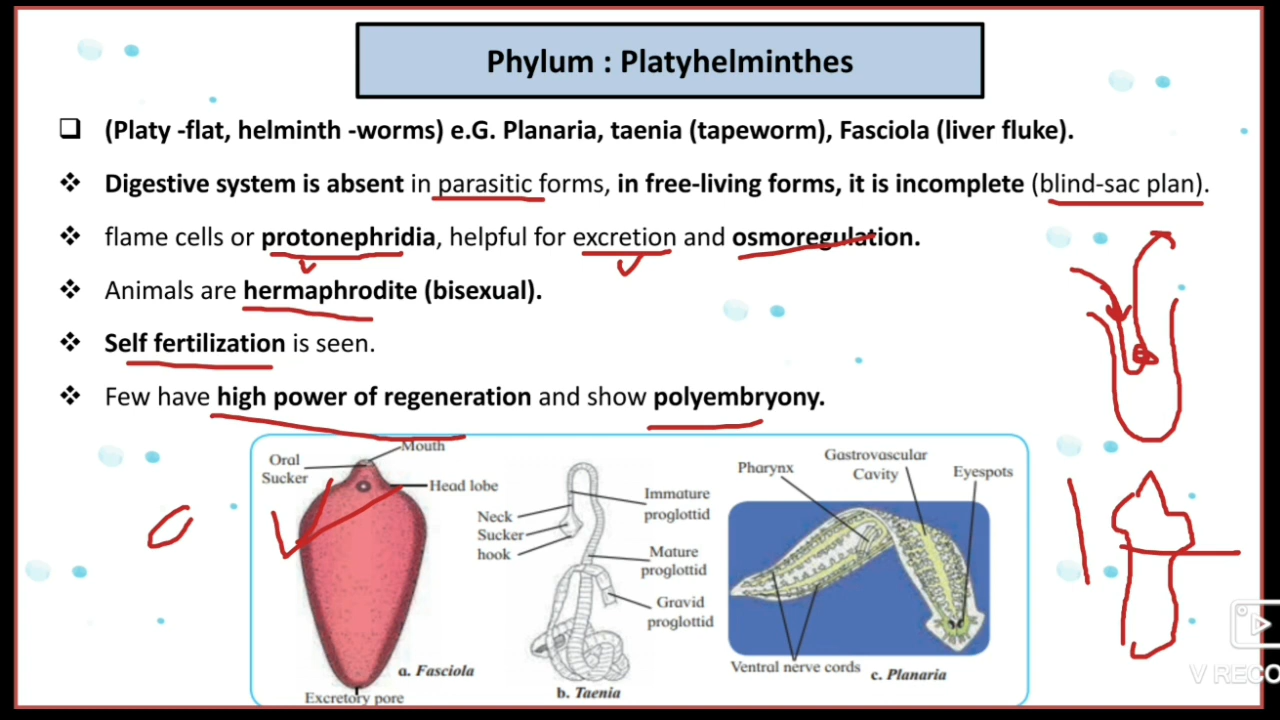 Phylum : Platyhelminthes
(Platy -flat, helminth -worms) e.G. Planaria, taenia (tapeworm), Fasciola (liver fluke).
Digestive system is absent in parasitic forms, in free-living forms, it is incomplete (blind-sac plan).
flame cells or protonephridia, helpful for excretion and osmoregulation.
Animals are hermaphrodite (bisexual).
Self fertilization is seen.
Few have high power of regeneration and show polyembryony.
Mouth
Oral
Sucker
Head lobe
Excretory pore
a. Fasciola
Neck
Sucker
hook
Immature
proglottid
Mature
proglottid
Gravid
proglottid
b. Taenia
Pharynx
Gastrovascular
Cavity
Eyespots
Ventral nerve cords
c. Planaria
V RECO